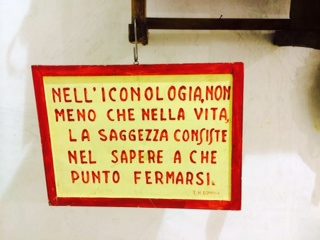 NELL'ICONOLOGIA, NON
MENO CHE NELLA VITA,
LA SAGGEZZA CONSISTE
NEL SAPERE A CHE
PUNTO FERMARSI.